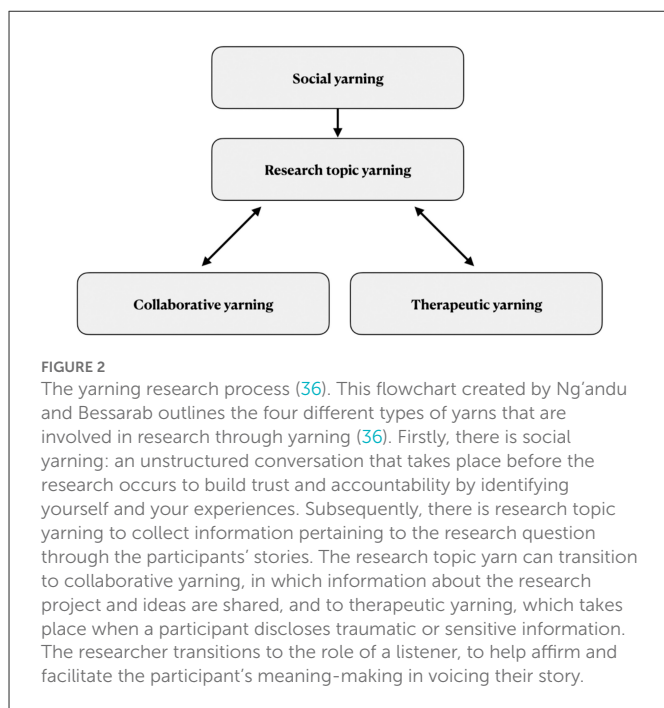 Social yarning
Research topic yarning
Collaborative yarning
Therapeutic yarning
FIGURE 2
The yarning research process (36). This flowchart created by Ng’andu
and Bessarab outlines the four different types of yarns that are
involved in research through yarning (36). Firstly, there is social
yarning: an unstructured conversation that takes place before the
research occurs to build trust and accountability by identifying
yourself and your experiences. Subsequently, there is research topic
yarning to collect information pertaining to the research question
through the participants’ stories. The research topic yarn can transition
to collaborative yarning, in which information about the research
project and ideas are shared, and to therapeutic yarning, which takes
place when a participant discloses traumatic or sensitive information.
The researcher transitions to the role of a listener, to help affirm and
facilitate the participant’s meaning-making in voicing their story.